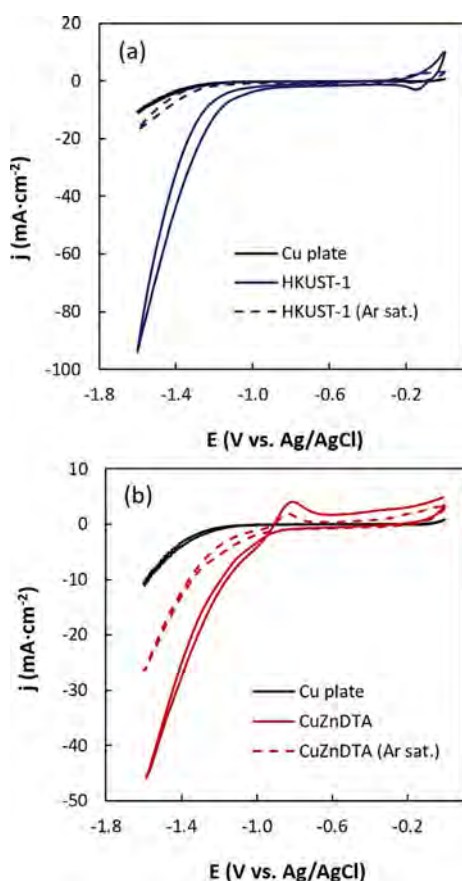 (a)
20
0
-20
-40
-60
-80
-100
j (mA·cm⁻²)
Cu plate
HKUST-1
HKUST-1 (Ar sat.)
-1.8 -1.4 -1.0 -0.6 -0.2
E (V vs. Ag/AgCl)
(b)
10
0
-10
-20
-30
-40
-50
j (mA·cm⁻²)
Cu plate
CuZnDTA
CuZnDTA (Ar sat.)
-1.8 -1.4 -1.0 -0.6 -0.2
E (V vs. Ag/AgCl)